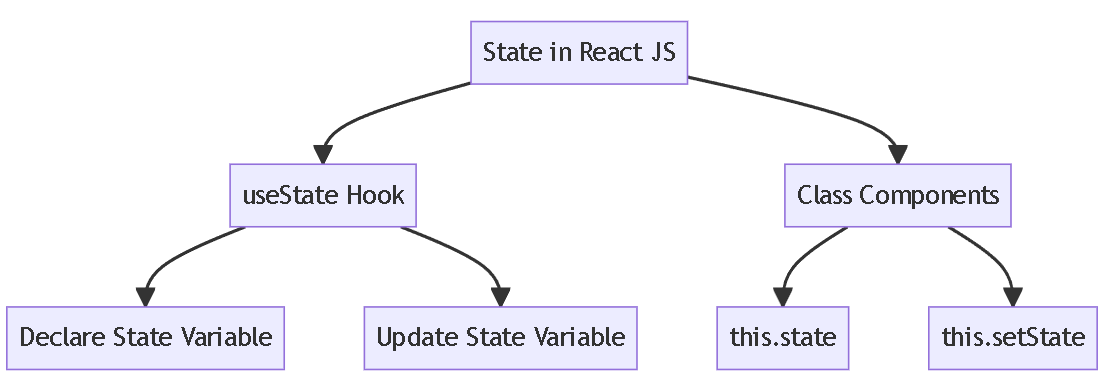 State in React JS
useState Hook
Class Components
Declare State Variable
Update State Variable
this.state
this.setState